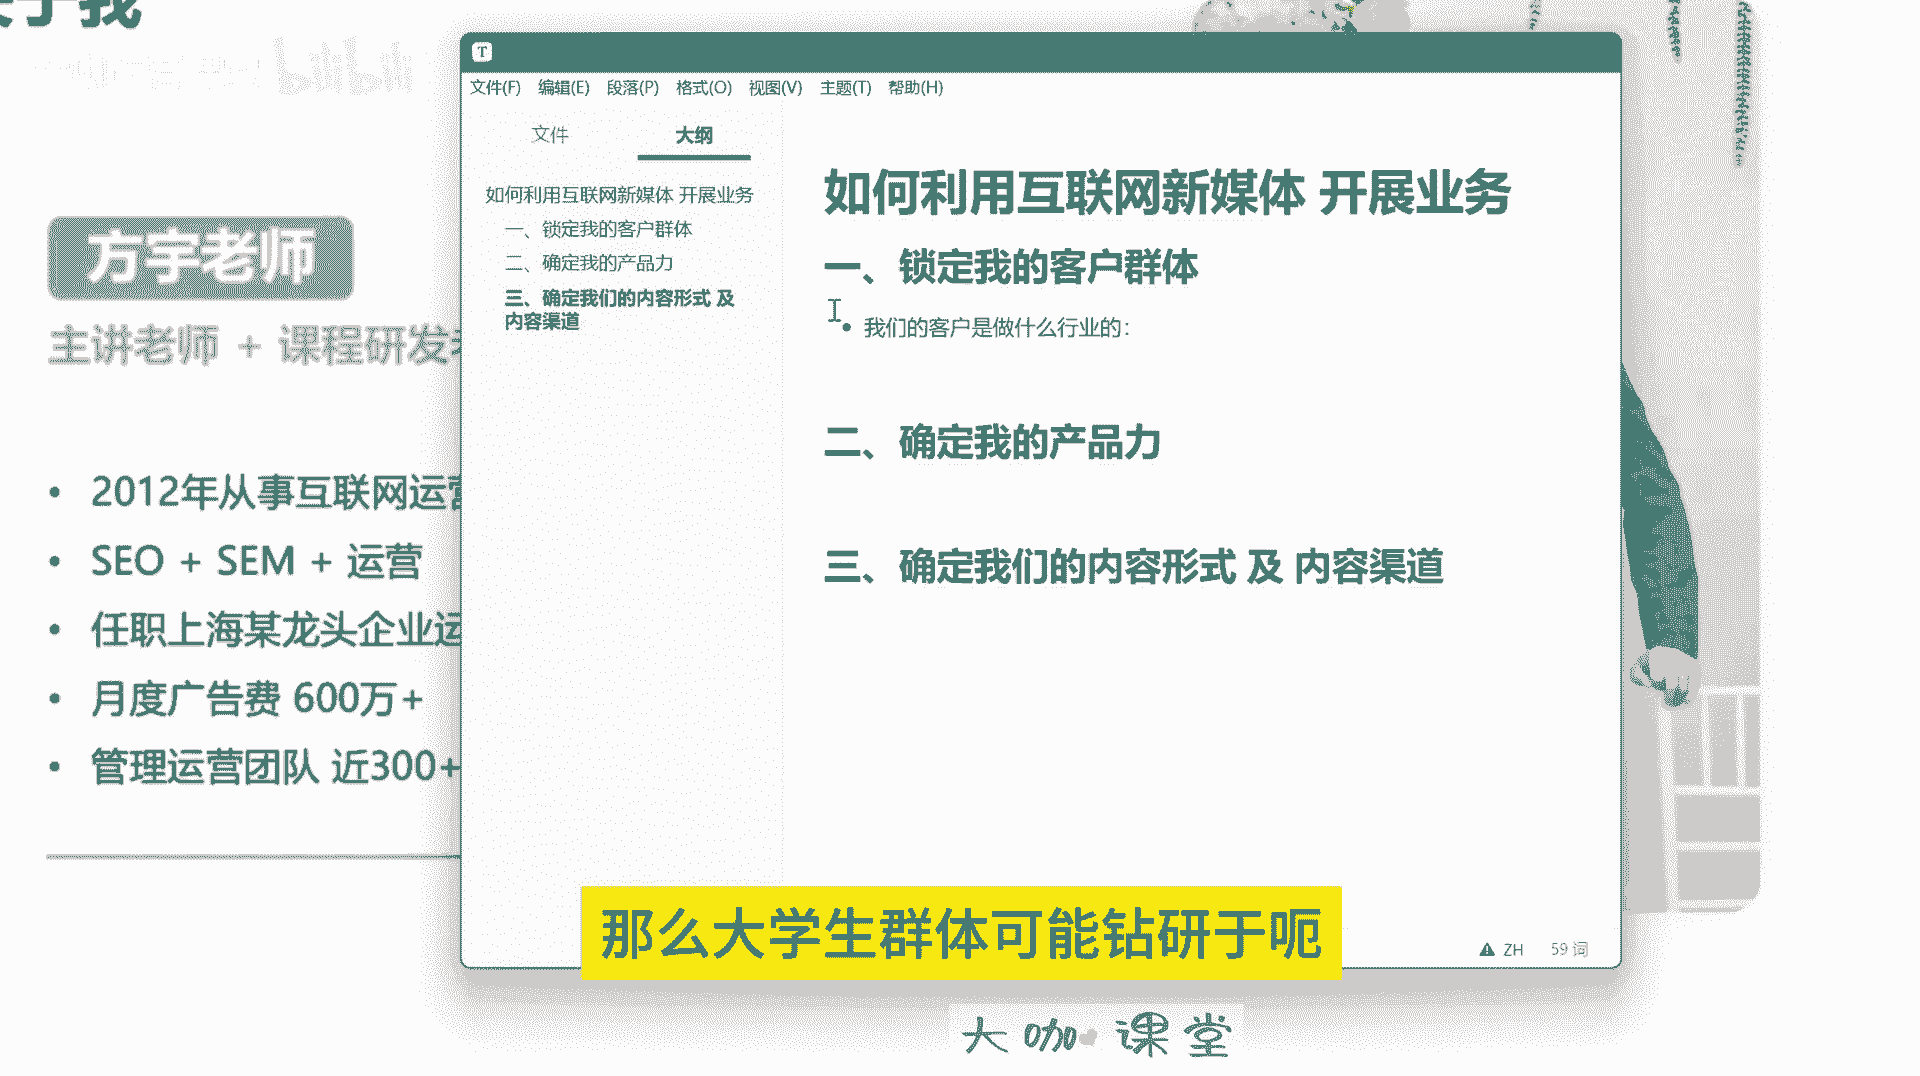 bilibili
方宇老师
主讲老师 + 课程研发
• 2012年从事互联网运营
• SEO + SEM + 运营
• 任职上海某龙头企业运
• 月度广告费 600万+
• 管理运营团队 近300+
T
文件(F) 编辑(E) 段落(P) 格式(O) 视图(V) 主题(T) 帮助(H)
文件 大纲
如何利用互联网新媒体 开展业务
一、锁定我的客户群体
二、确定我的产品力
三、确定我们的内容形式 及
内容渠道
如何利用互联网新媒体 开展业务
一、锁定我的客户群体
• 我们的客户是做什么行业的：
二、确定我的产品力
三、确定我们的内容形式 及 内容渠道
ZH 59 词
那么大学生群体可能钻研于呃
大咖课堂